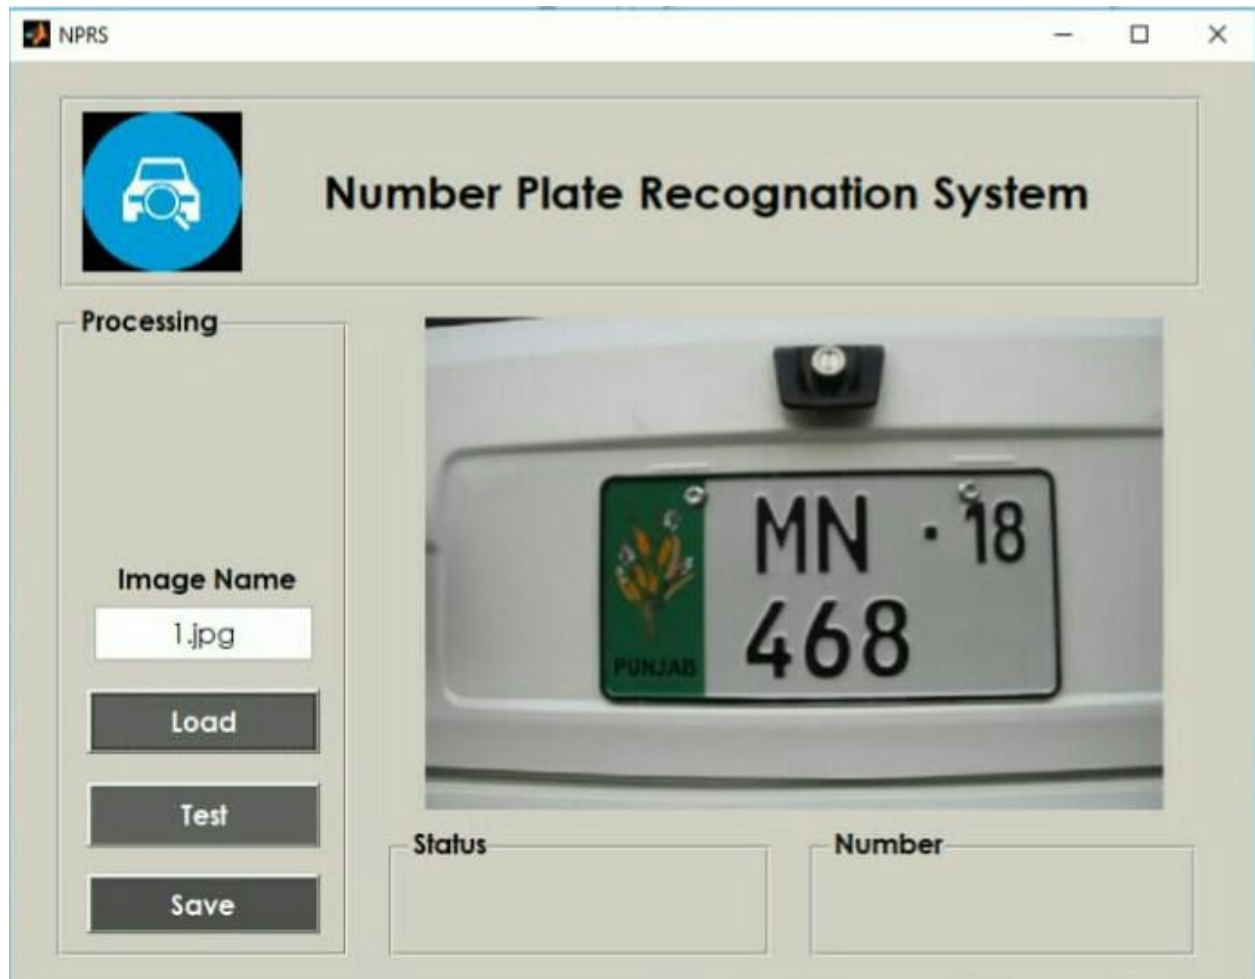 NPRS
Number Plate Recognation System
Processing
Image Name
1.jpg
Load
Test
Save
MN · 18
468
PUNJAB
Status
Number